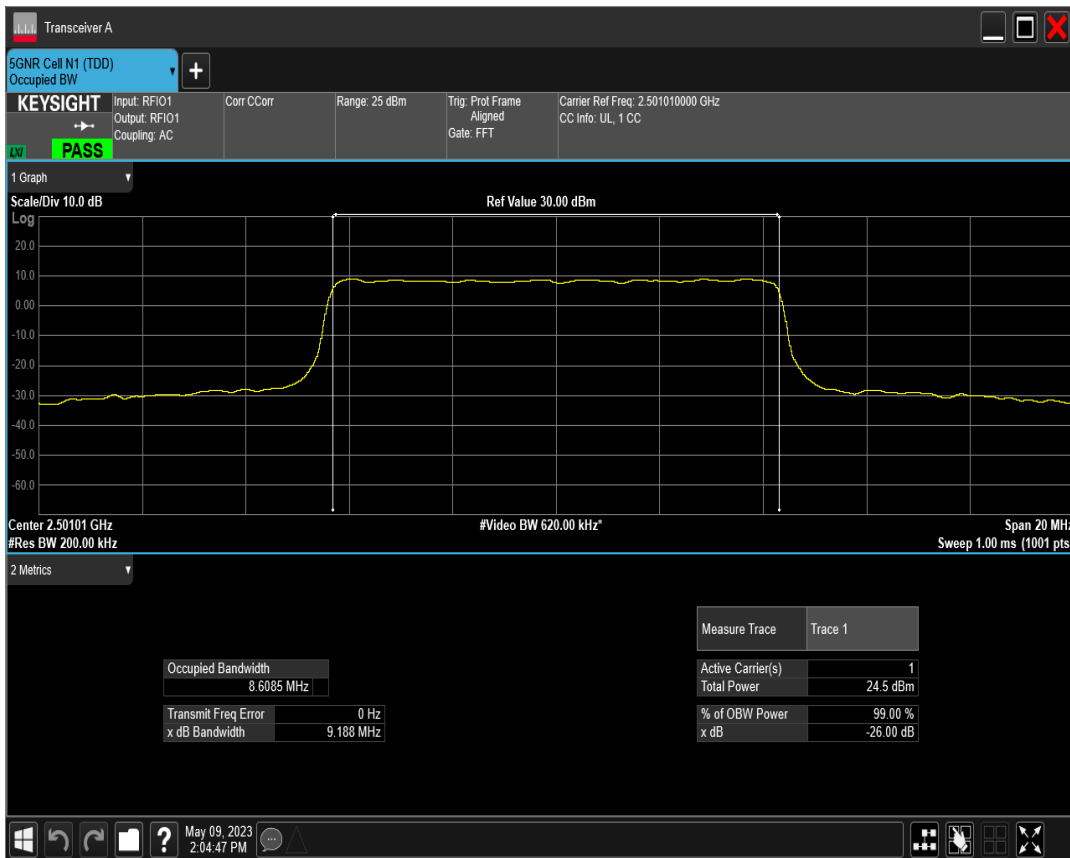 Transceiver A
5GNR Cell N1 (TDD)
Occupied BW
+
KEYSIGHT
LXI
PASS
Input: RFIO1
Output: RFIO1
Coupling: AC
Corr CCorr
Range: 25 dBm
Trig: Prot Frame
Aligned
Gate: FFT
Carrier Ref Freq: 2.501010000 GHz
CC Info: UL, 1 CC
1 Graph
Scale/Div 10.0 dB
Ref Value 30.00 dBm
Log
20.0
10.0
0.00
-10.0
-20.0
-30.0
-40.0
-50.0
-60.0
Center 2.50101 GHz
#Video BW 620.00 kHz*
Span 20 MHz
#Res BW 200.00 kHz
Sweep 1.00 ms (1001 pts
2 Metrics
Measure Trace Trace 1
Occupied Bandwidth
8.6085 MHz
Active Carrier(s) 1
Total Power 24.5 dBm
Transmit Freq Error 0 Hz
x dB Bandwidth 9.188 MHz
% of OBW Power 99.00 %
x dB -26.00 dB
?
May 09, 2023
2:04:47 PM